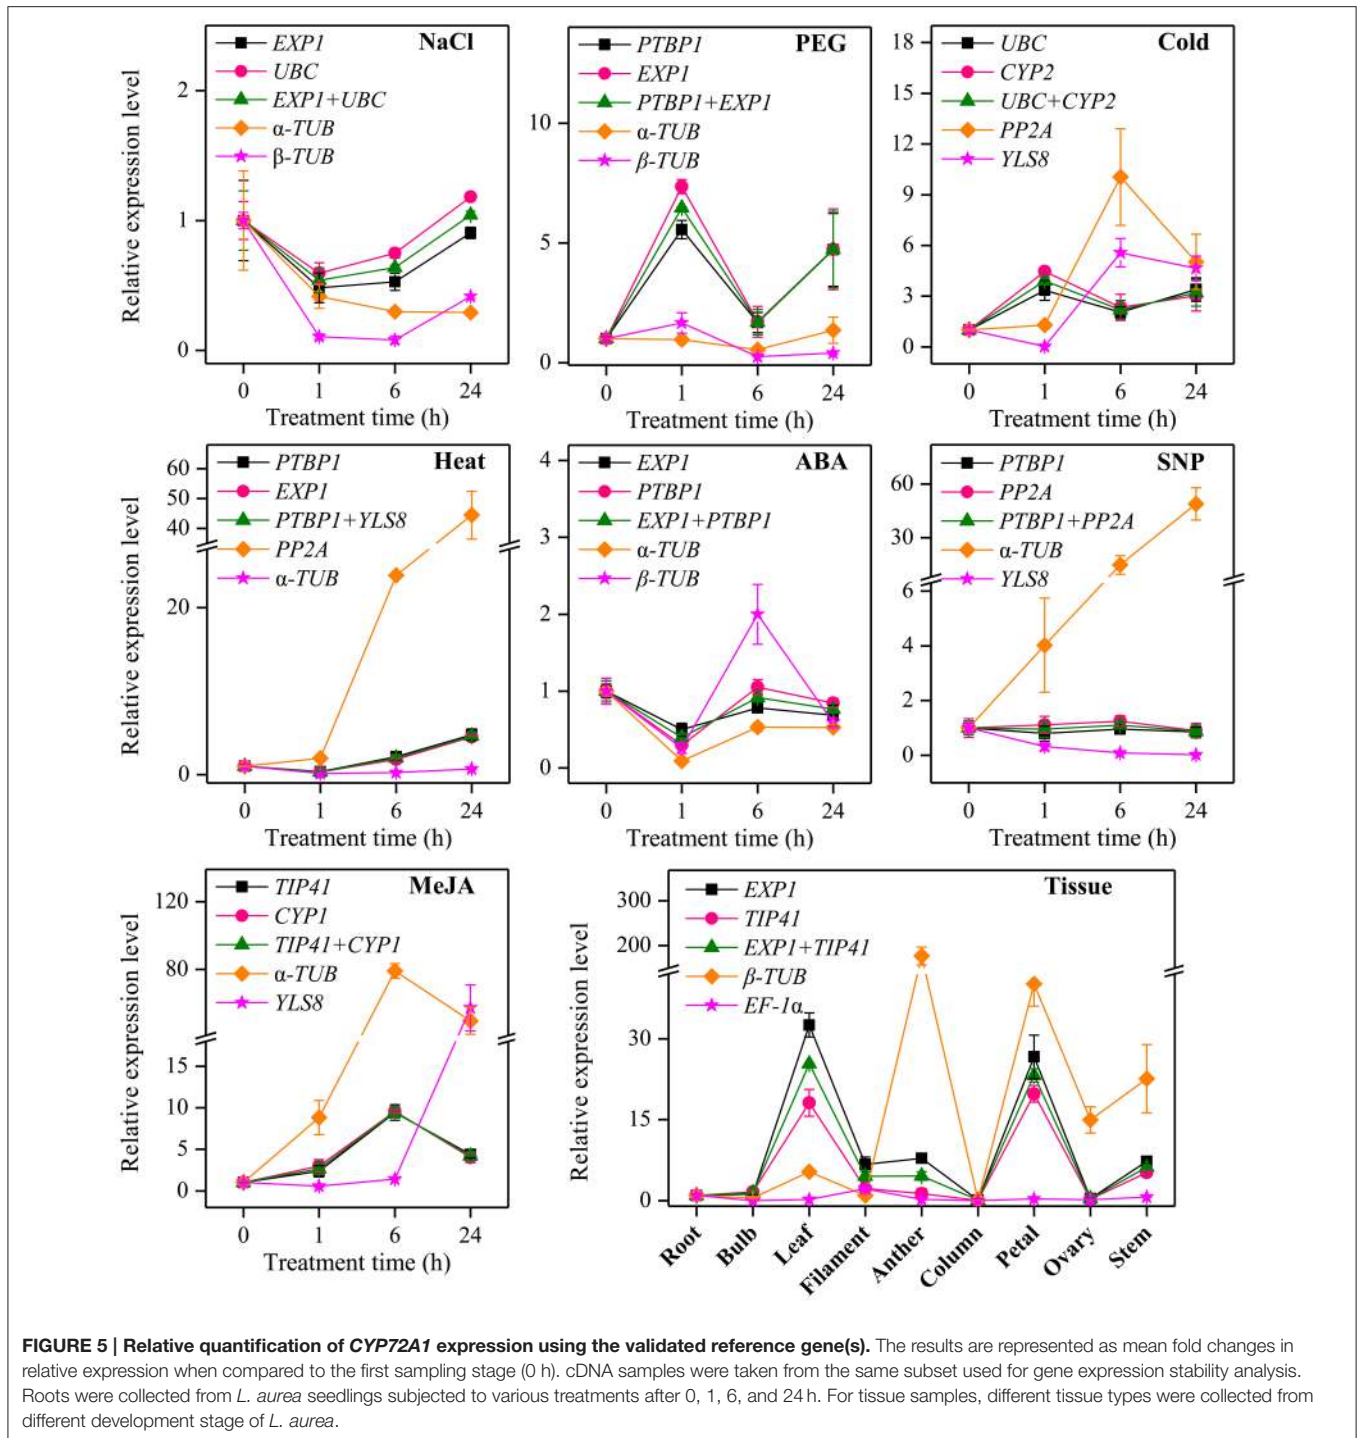 NaCl
EXP1
UBC
EXP1+UBC
α-TUB
β-TUB
2
1
0
0 1 6 24
Treatment time (h)
Relative expression level
PEG
PTBP1
EXP1
PTBP1+EXP1
α-TUB
β-TUB
10
5
0
0 1 6 24
Treatment time (h)
Cold
UBC
CYP2
UBC+CYP2
PP2A
YLS8
18
15
12
9
6
3
0
0 1 6 24
Treatment time (h)
Heat
PTBP1
EXP1
PTBP1+YLS8
PP2A
α-TUB
60
50
40
20
0
0 1 6 24
Treatment time (h)
Relative expression level
ABA
EXP1
PTBP1
EXP1+PTBP1
α-TUB
β-TUB
4
3
2
1
0
0 1 6 24
Treatment time (h)
SNP
PTBP1
PP2A
PTBP1+PP2A
α-TUB
YLS8
60
30
6
4
2
0
0 1 6 24
Treatment time (h)
MeJA
TIP41
CYP1
TIP41+CYP1
α-TUB
YLS8
120
80
15
10
5
0
0 1 6 24
Treatment time (h)
Relative expression level
Tissue
EXP1
TIP41
EXP1+TIP41
β-TUB
EF-1α
300
200
30
15
0
Root Bulb Leaf Filament Anther Column Petal Ovary Stem
Relative expression level
FIGURE 5 | Relative quantification of CYP72A1 expression using the validated reference gene(s). The results are represented as mean fold changes in
relative expression when compared to the first sampling stage (0 h). cDNA samples were taken from the same subset used for gene expression stability analysis.
Roots were collected from L. aurea seedlings subjected to various treatments after 0, 1, 6, and 24 h. For tissue samples, different tissue types were collected from
different development stage of L. aurea.